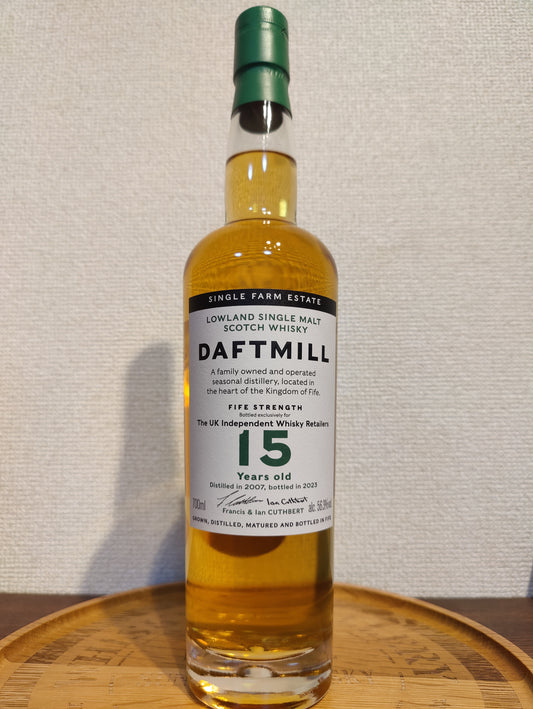 SINGLE FARM ESTATE
LOWLAND SINGLE MALT
SCOTCH WHISKY
DAFTMILL
A family owned and operated
seasonal distillery, located in
the heart of the Kingdom of Fife.
FIFE STRENGTH
Bottled exclusively for
The UK Independent Whisky Retailers
15
Years old
Distilled in 2007, bottled in 2023
Ian Cuthbert
700ml
Francis & Ian CUTHBERT
GROWN, DISTILLED, MATURED AND BOTTLED IN FIFE